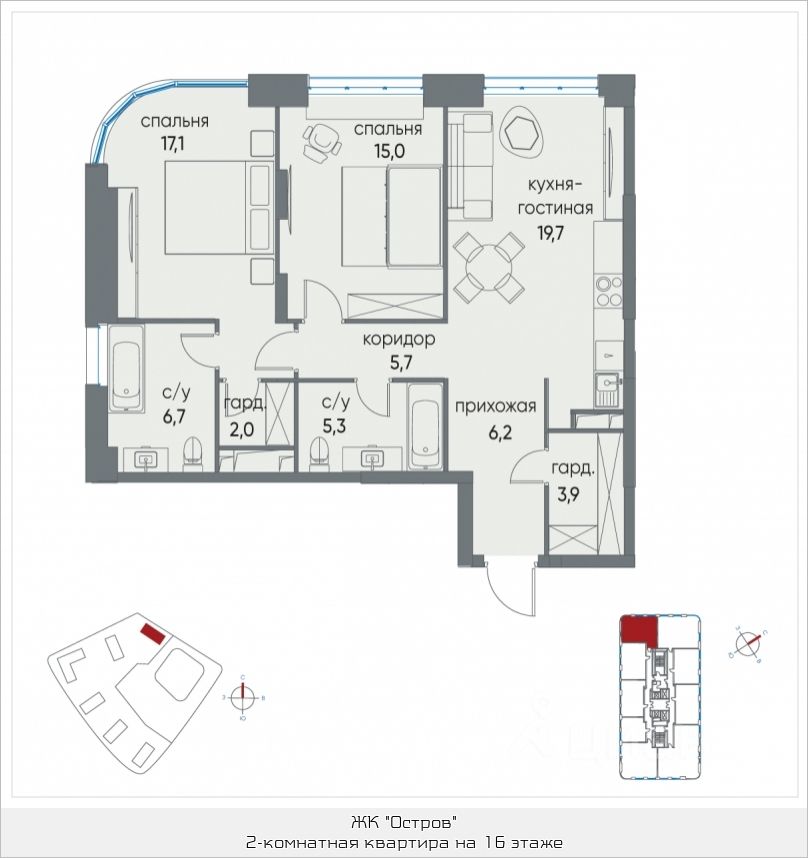 спальня
17,1
спальня
15,0
кухня-
гостиная
19,7
коридор
5,7
с/у
6,7
гард.
2,0
с/у
5,3
прихожая
6,2
гард.
3,9
С
З
В
Ю
З
С
Ю
В
ЖК "Остров"
2-комнатная квартира на 16 этаже